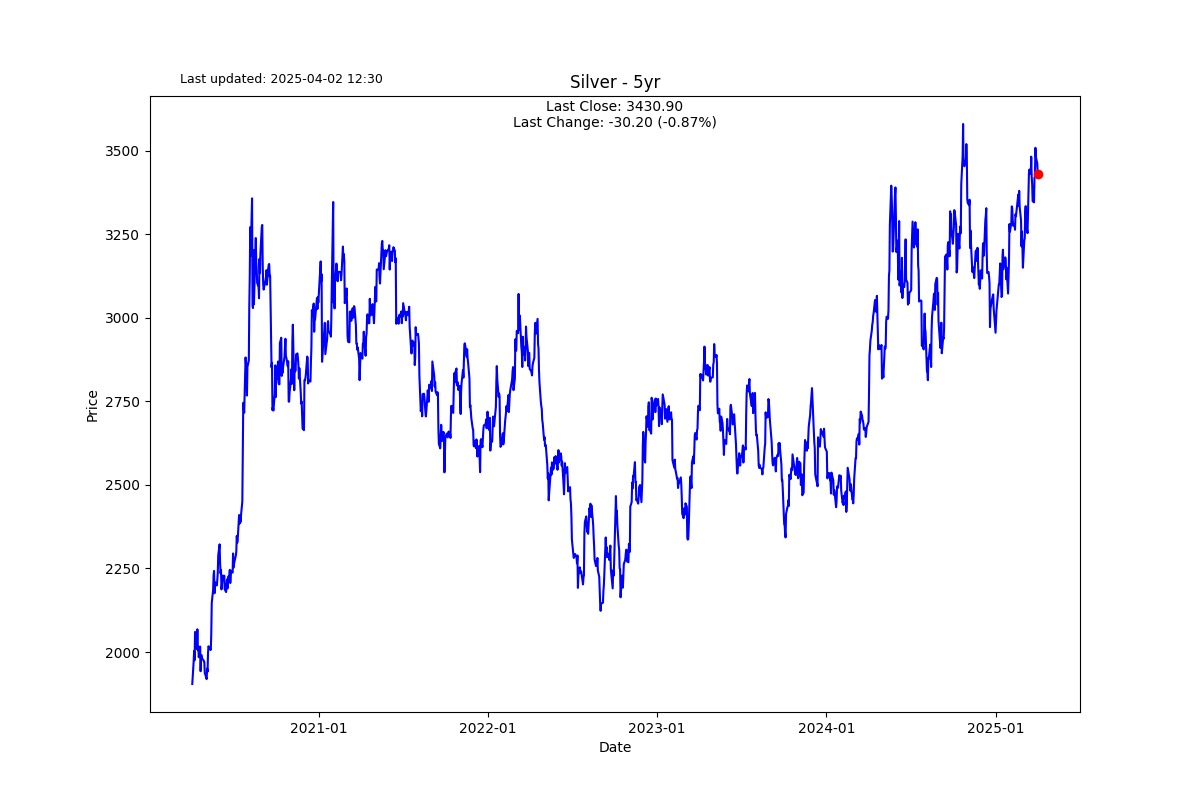 Last updated: 2025-04-02 12:30
Silver - 5yr
Last Close: 3430.90
Last Change: -30.20 (-0.87%)
3500
3250
3000
2750
2500
2250
2000
Price
2021-01
2022-01
2023-01
2024-01
2025-01
Date